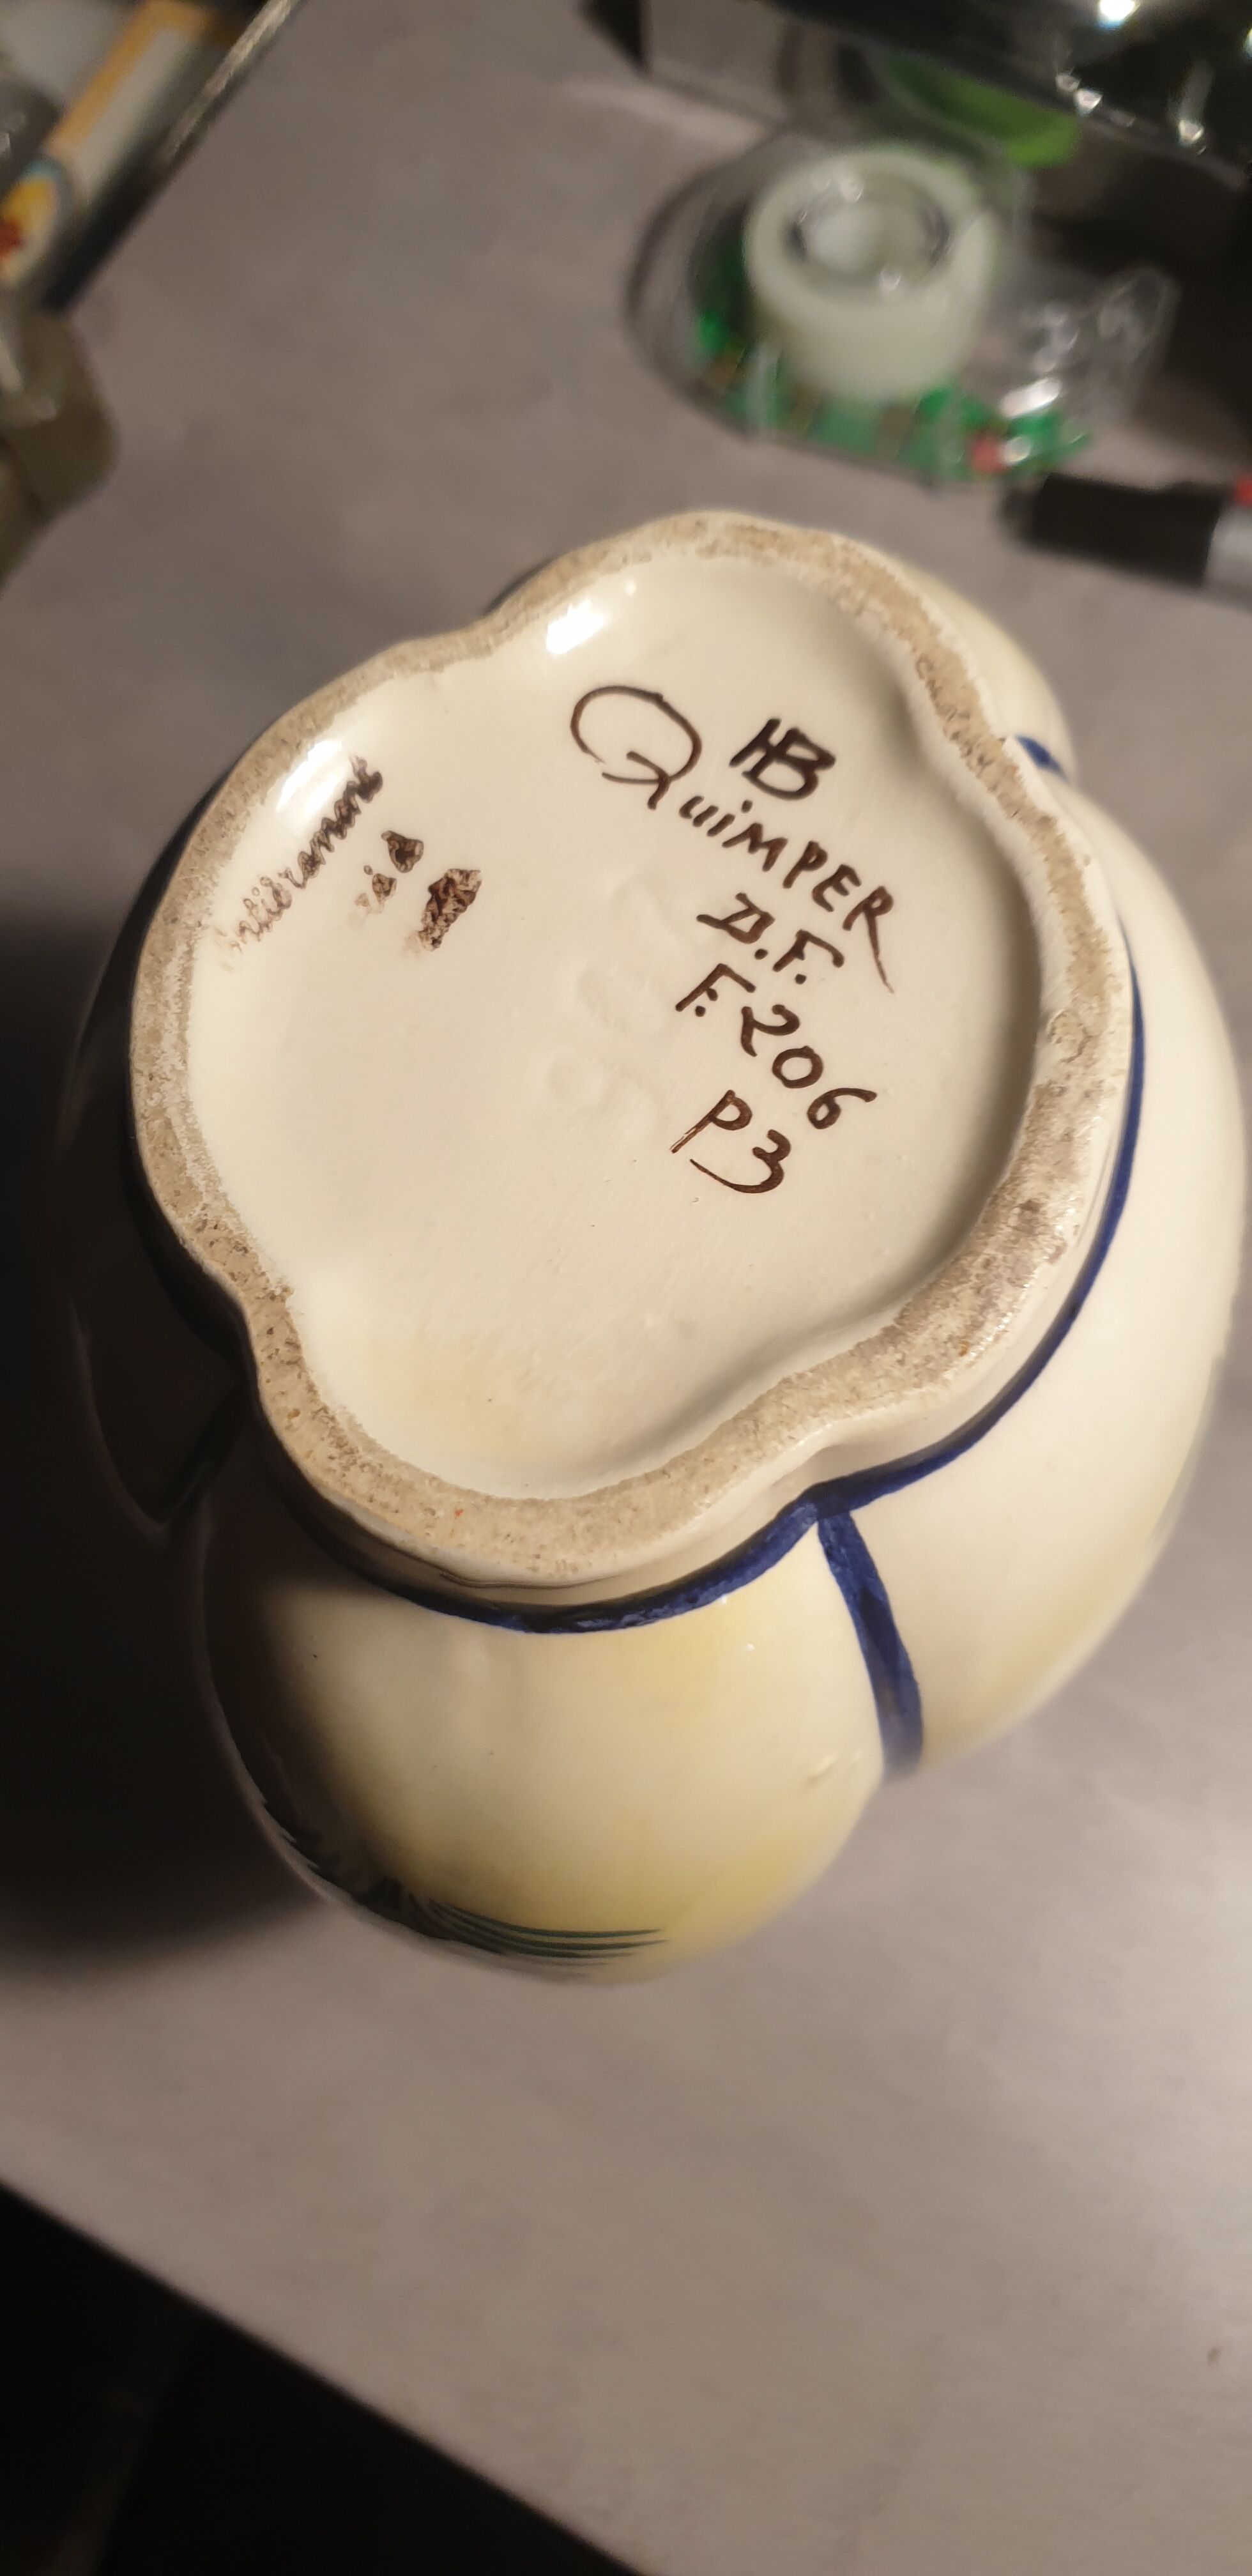 HB
QuimPER
D.F.
F.206
P3